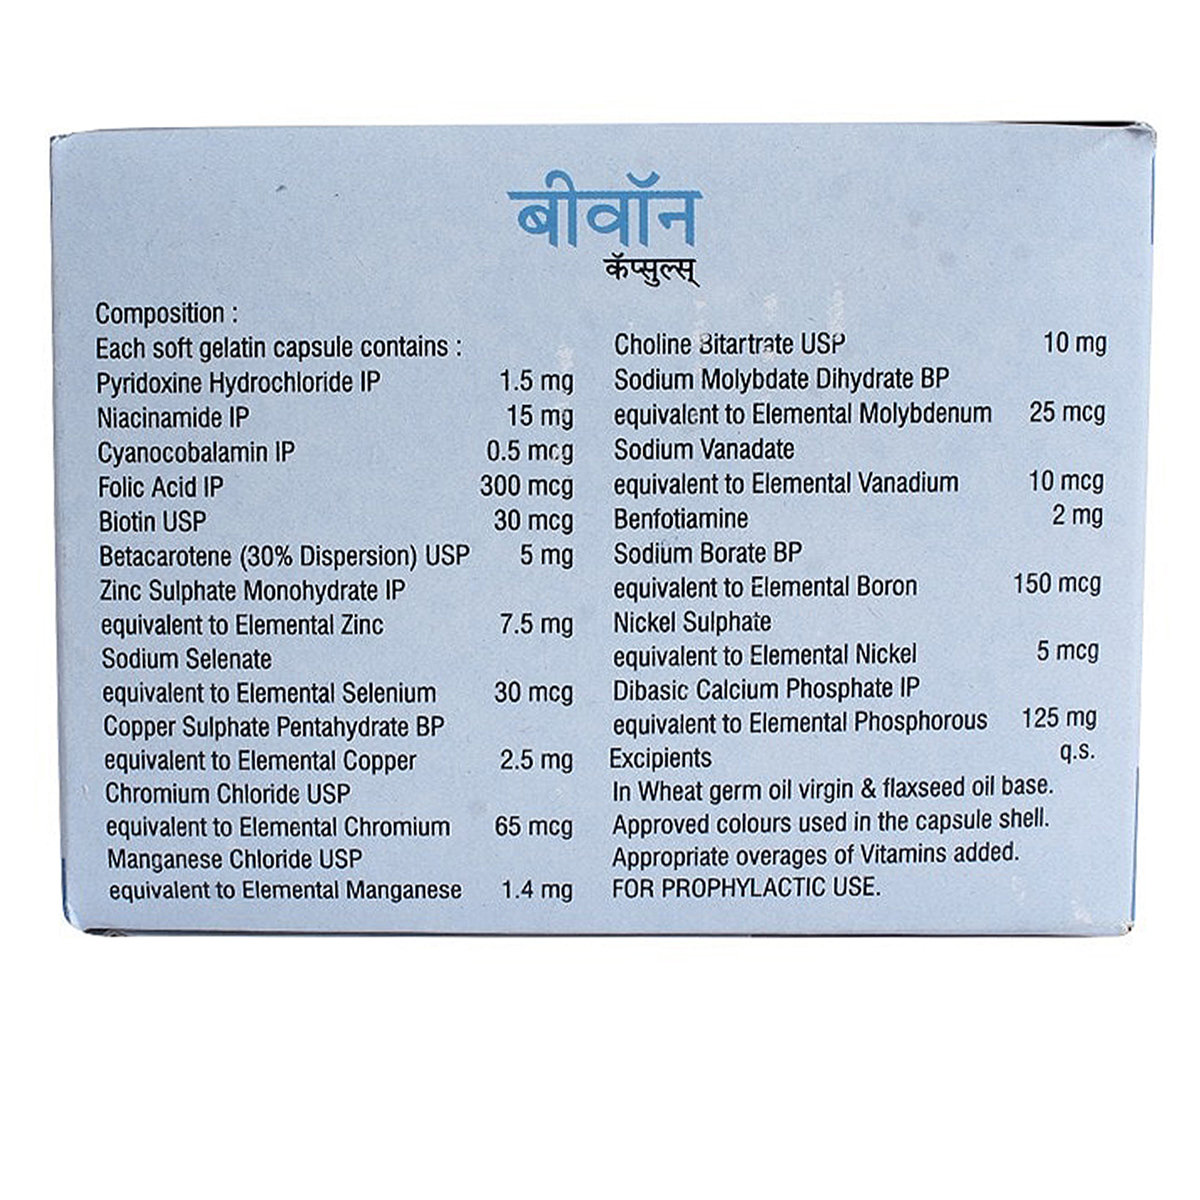 बीवॉन
कॅप्सुल्स्
Composition :
Each soft gelatin capsule contains :
Pyridoxine Hydrochloride IP 1.5 mg
Niacinamide IP 15 mg
Cyanocobalamin IP 0.5 mcg
Folic Acid IP 300 mcg
Biotin USP 30 mcg
Betacarotene (30% Dispersion) USP 5 mg
Zinc Sulphate Monohydrate IP
equivalent to Elemental Zinc 7.5 mg
Sodium Selenate
equivalent to Elemental Selenium 30 mcg
Copper Sulphate Pentahydrate BP
equivalent to Elemental Copper 2.5 mg
Chromium Chloride USP
equivalent to Elemental Chromium 65 mcg
Manganese Chloride USP
equivalent to Elemental Manganese 1.4 mg
Choline Bitartrate USP 10 mg
Sodium Molybdate Dihydrate BP
equivalent to Elemental Molybdenum 25 mcg
Sodium Vanadate
equivalent to Elemental Vanadium 10 mcg
Benfotiamine 2 mg
Sodium Borate BP
equivalent to Elemental Boron 150 mcg
Nickel Sulphate
equivalent to Elemental Nickel 5 mcg
Dibasic Calcium Phosphate IP
equivalent to Elemental Phosphorous 125 mg
Excipients q.s.
In Wheat germ oil virgin & flaxseed oil base.
Approved colours used in the capsule shell.
Appropriate overages of Vitamins added.
FOR PROPHYLACTIC USE.